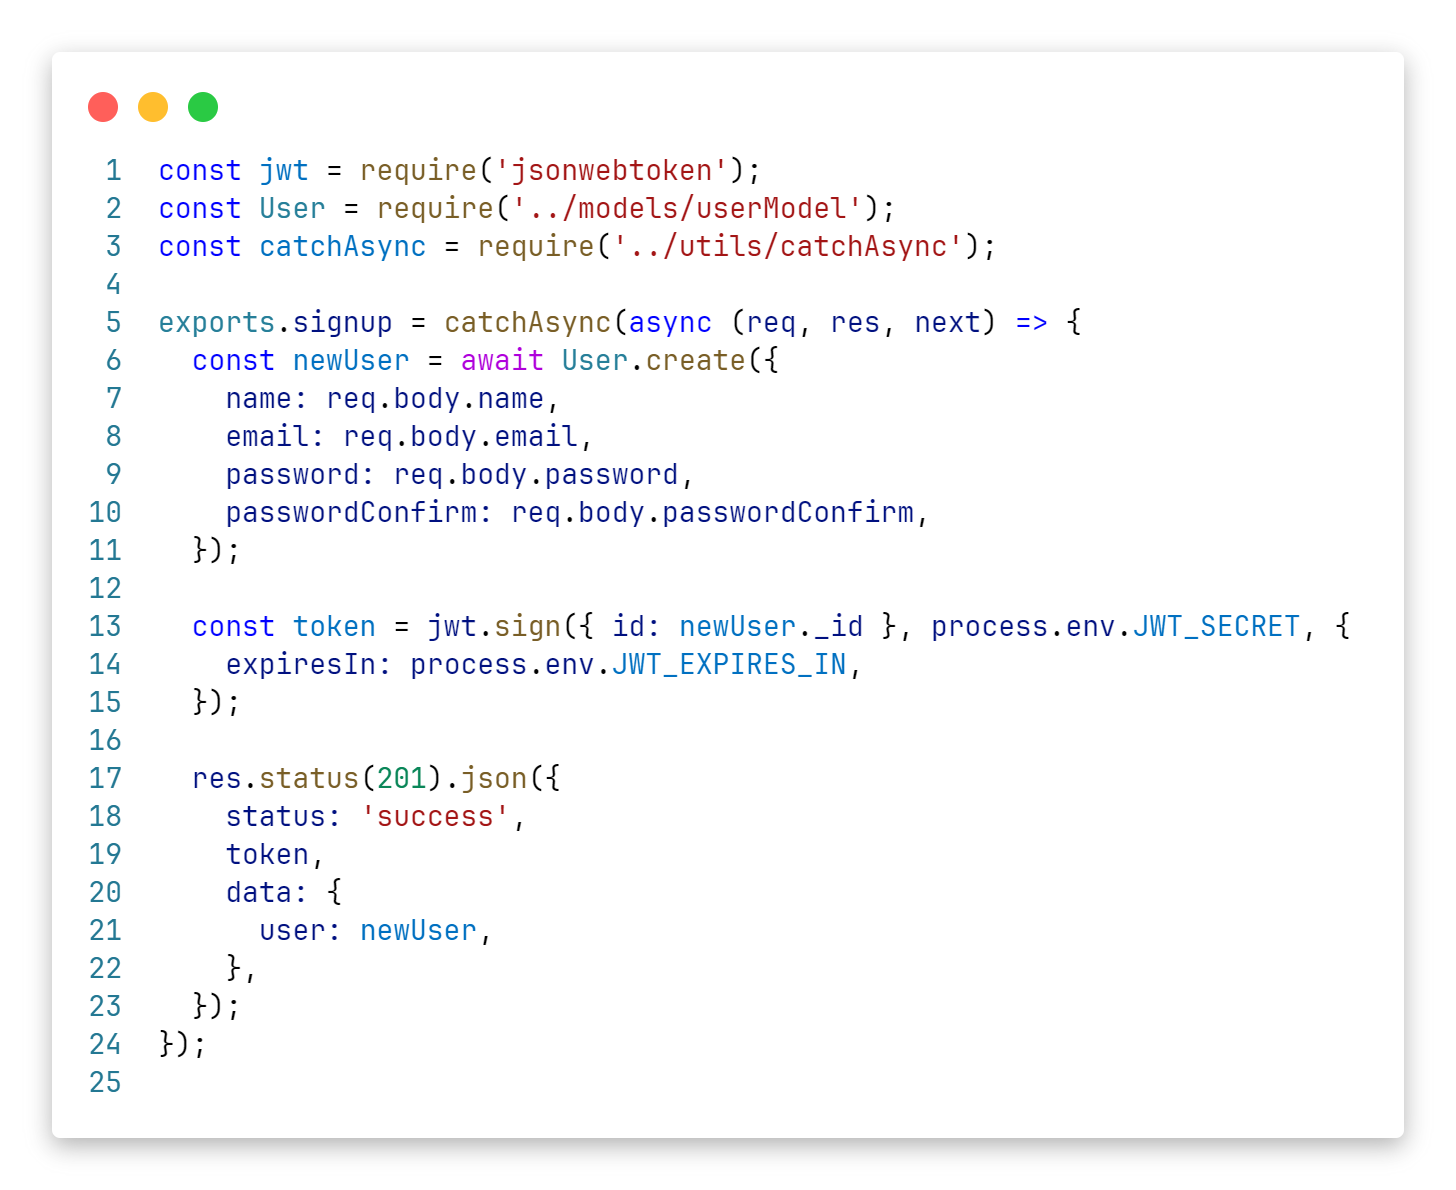 1 const jwt = require('jsonwebtoken');
2 const User = require('../models/userModel');
3 const catchAsync = require('../utils/catchAsync');
4
5 exports.signup = catchAsync(async (req, res, next) => {
6   const newUser = await User.create({
7     name: req.body.name,
8     email: req.body.email,
9     password: req.body.password,
10     passwordConfirm: req.body.passwordConfirm,
11   });
12
13   const token = jwt.sign({ id: newUser._id }, process.env.JWT_SECRET, {
14     expiresIn: process.env.JWT_EXPIRES_IN,
15   });
16
17   res.status(201).json({
18     status: 'success',
19     token,
20     data: {
21       user: newUser,
22     },
23   });
24 });
25